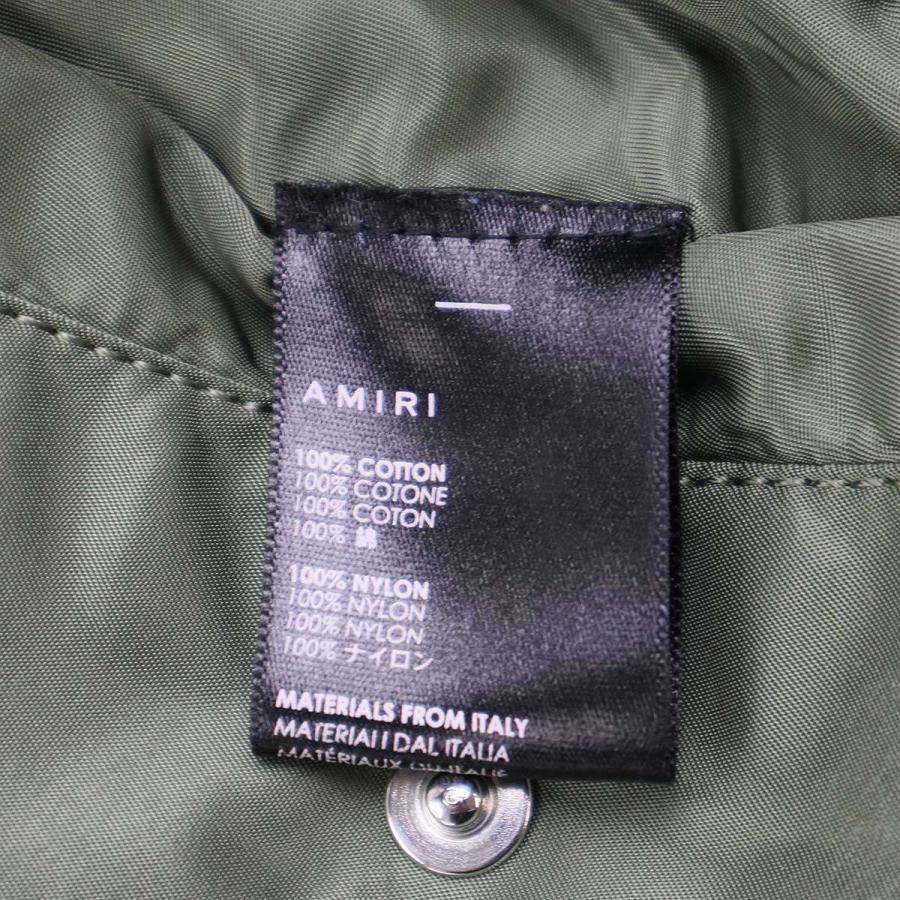 AMIRI
100% COTTON
100% COTONE
100% COTON
100% 綿
100% NYLON
100% NYLON
100% NYLON
100% ナイロン
MATERIALS FROM ITALY
MATERIALI DAL ITALIA
MATÉRIAUX